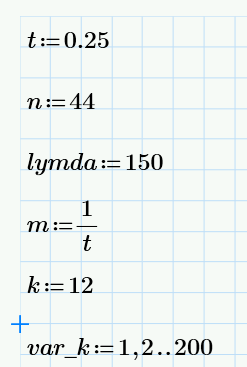 t:=0.25
n:=44
lymda:=150
m:=1/t
k:=12
var_k:=1,2..200